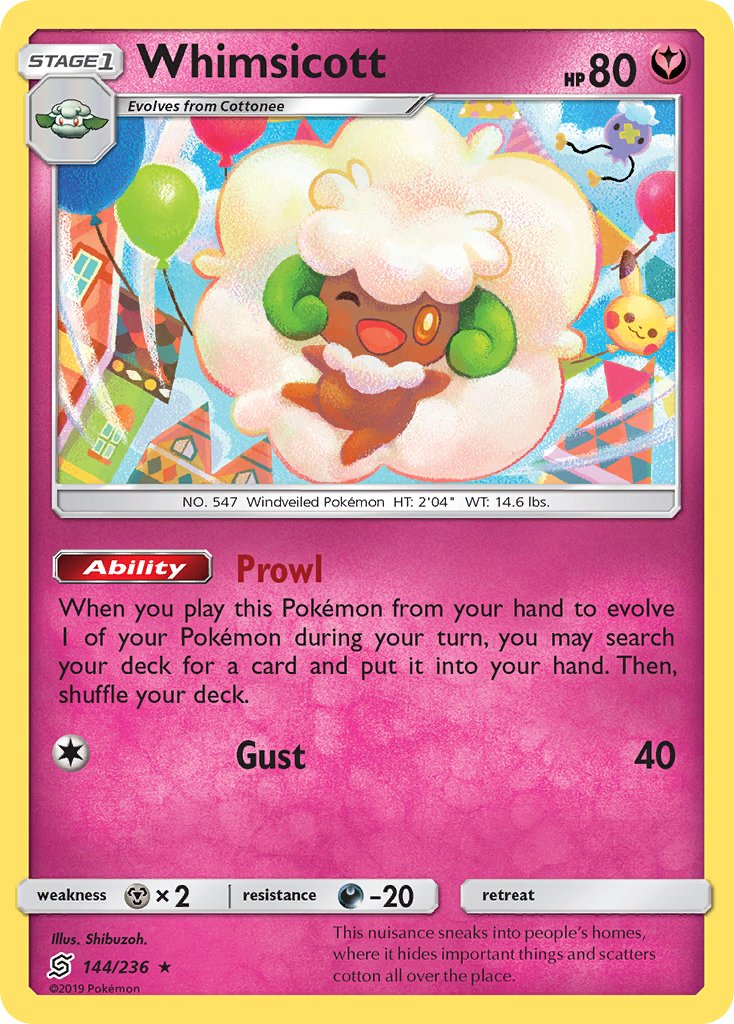 STAGE 1
Whimsicott
HP 80
Evolves from Cottonee
NO. 547 Windveiled Pokémon HT: 2'04" WT: 14.6 lbs.
Ability Prowl
When you play this Pokémon from your hand to evolve
1 of your Pokémon during your turn, you may search
your deck for a card and put it into your hand. Then,
shuffle your deck.
Gust 40
weakness ×2 resistance -20 retreat
Illus. Shibuzoh.
144/236 ★
©2019 Pokémon
This nuisance sneaks into people's homes,
where it hides important things and scatters
cotton all over the place.